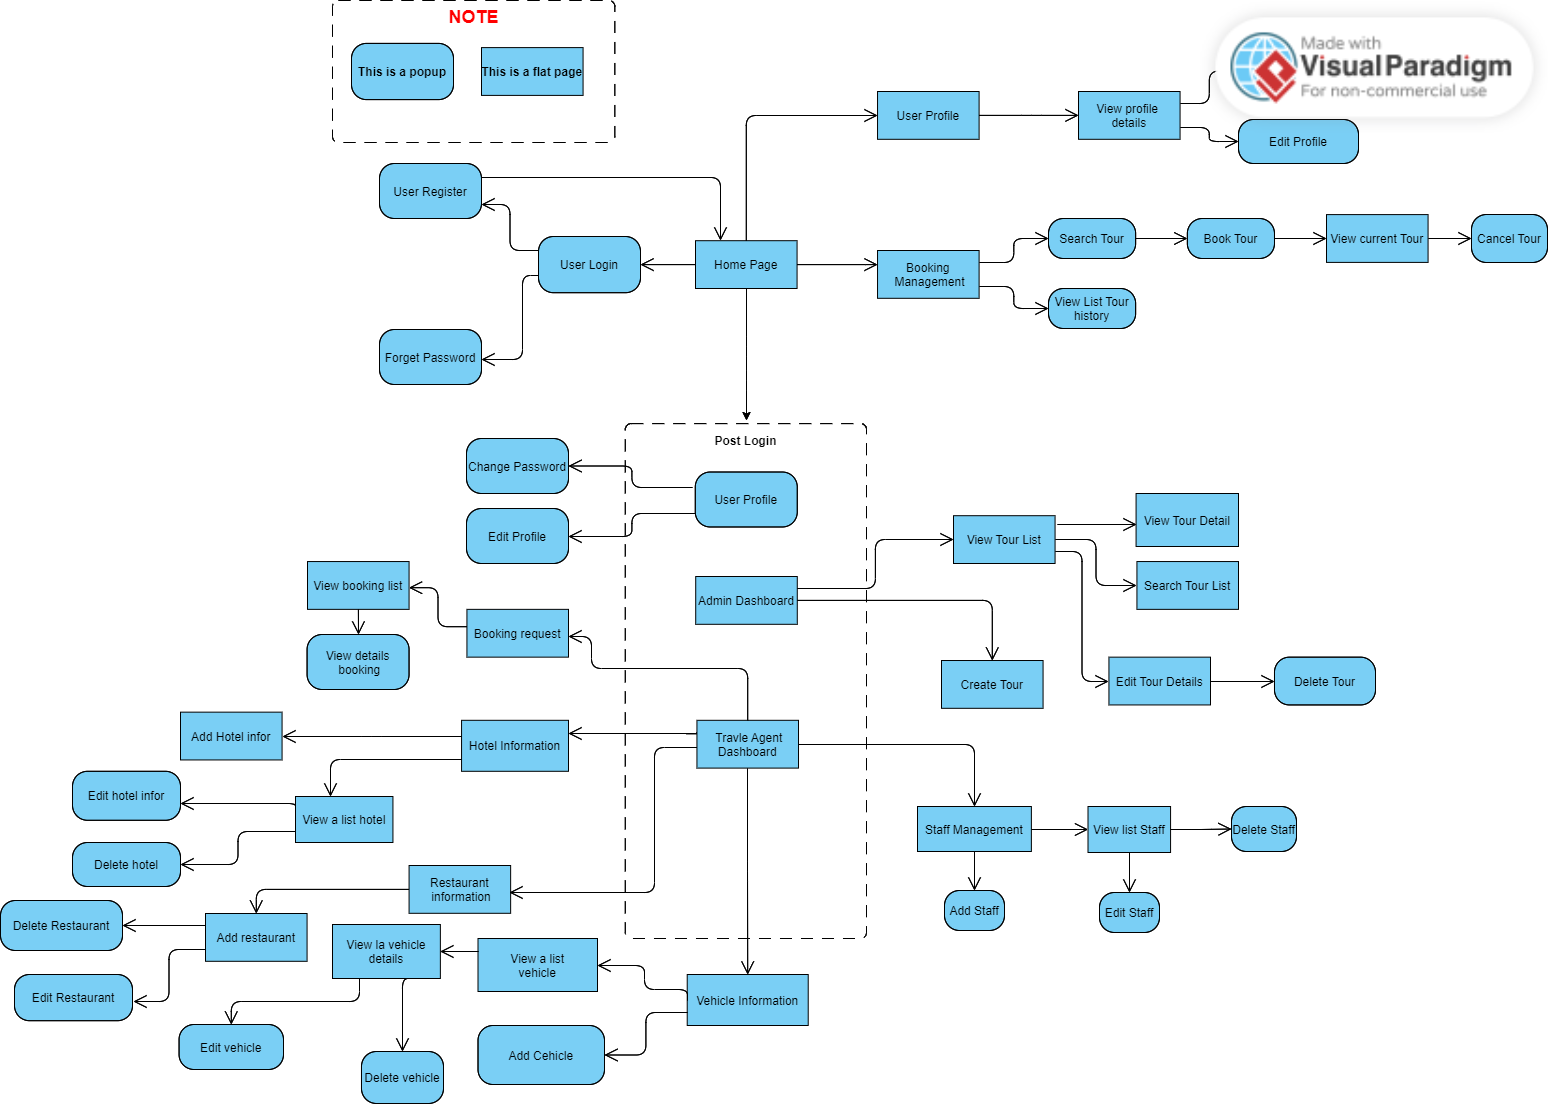 NOTE
This is a popup
This is a flat page
Made with
Visual Paradigm
For non-commercial use
User Profile
View profile
details
Edit Profile
User Register
User Login
Home Page
Forget Password
Booking
Management
Search Tour
Book Tour
View current Tour
Cancel Tour
View List Tour
history
Post Login
Change Password
User Profile
Edit Profile
View Tour List
View Tour Detail
Search Tour List
View booking list
Booking request
Admin Dashboard
View details
booking
Create Tour
Edit Tour Details
Delete Tour
Add Hotel infor
Hotel Information
Travle Agent
Dashboard
Edit hotel infor
View a list hotel
Delete hotel
Staff Management
View list Staff
Delete Staff
Restaurant
information
Add Staff
Edit Staff
Delete Restaurant
Add restaurant
View la vehicle
details
View a list
vehicle
Edit Restaurant
Vehicle Information
Edit vehicle
Add Cehicle
Delete vehicle